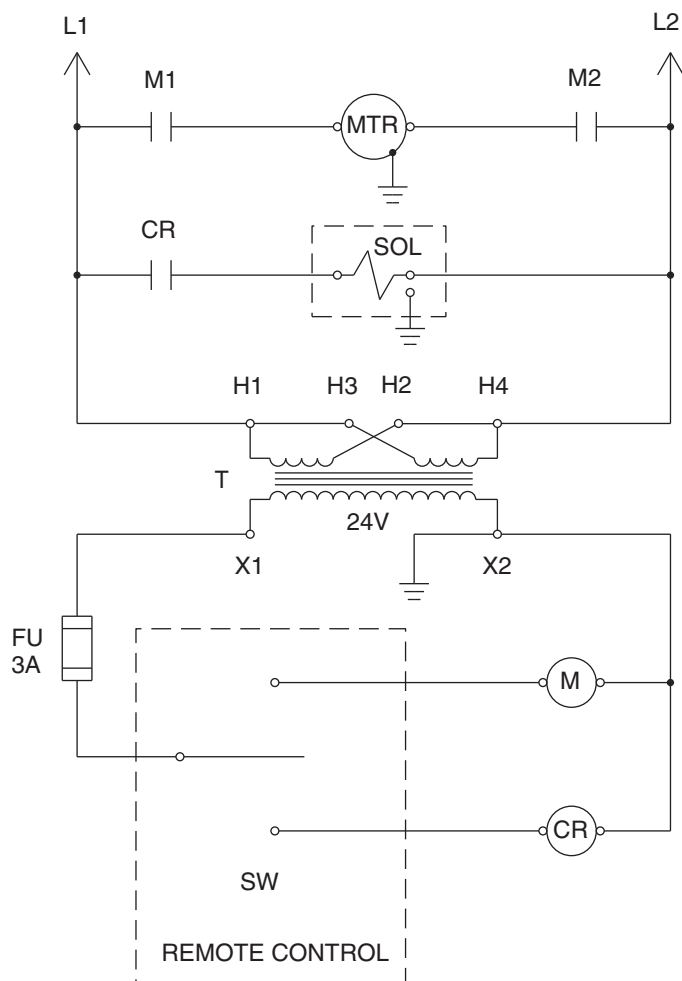 L1 L2
M1 M2
MTR
CR SOL
H1 H3 H2 H4
T
24V
X1 X2
FU
3A
M
CR
SW
REMOTE CONTROL